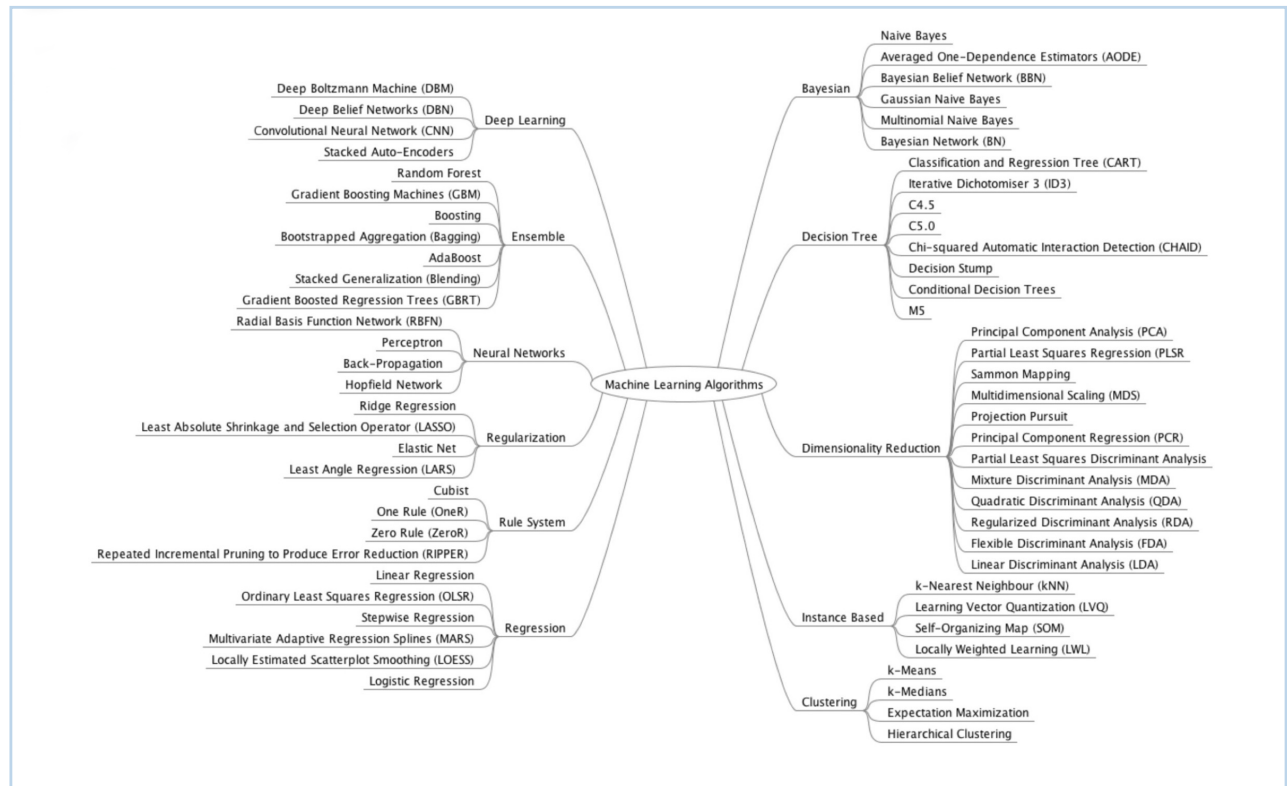 Machine Learning Algorithms
Deep Learning
Deep Boltzmann Machine (DBM)
Deep Belief Networks (DBN)
Convolutional Neural Network (CNN)
Stacked Auto-Encoders
Ensemble
Random Forest
Gradient Boosting Machines (GBM)
Boosting
Bootstrapped Aggregation (Bagging)
AdaBoost
Stacked Generalization (Blending)
Gradient Boosted Regression Trees (GBRT)
Neural Networks
Radial Basis Function Network (RBFN)
Perceptron
Back-Propagation
Hopfield Network
Regularization
Ridge Regression
Least Absolute Shrinkage and Selection Operator (LASSO)
Elastic Net
Least Angle Regression (LARS)
Rule System
Cubist
One Rule (OneR)
Zero Rule (ZeroR)
Repeated Incremental Pruning to Produce Error Reduction (RIPPER)
Regression
Linear Regression
Ordinary Least Squares Regression (OLSR)
Stepwise Regression
Multivariate Adaptive Regression Splines (MARS)
Locally Estimated Scatterplot Smoothing (LOESS)
Logistic Regression
Bayesian
Naive Bayes
Averaged One-Dependence Estimators (AODE)
Bayesian Belief Network (BBN)
Gaussian Naive Bayes
Multinomial Naive Bayes
Bayesian Network (BN)
Decision Tree
Classification and Regression Tree (CART)
Iterative Dichotomiser 3 (ID3)
C4.5
C5.0
Chi-squared Automatic Interaction Detection (CHAID)
Decision Stump
Conditional Decision Trees
M5
Dimensionality Reduction
Principal Component Analysis (PCA)
Partial Least Squares Regression (PLSR
Sammon Mapping
Multidimensional Scaling (MDS)
Projection Pursuit
Principal Component Regression (PCR)
Partial Least Squares Discriminant Analysis
Mixture Discriminant Analysis (MDA)
Quadratic Discriminant Analysis (QDA)
Regularized Discriminant Analysis (RDA)
Flexible Discriminant Analysis (FDA)
Linear Discriminant Analysis (LDA)
Instance Based
k-Nearest Neighbour (kNN)
Learning Vector Quantization (LVQ)
Self-Organizing Map (SOM)
Locally Weighted Learning (LWL)
Clustering
k-Means
k-Medians
Expectation Maximization
Hierarchical Clustering